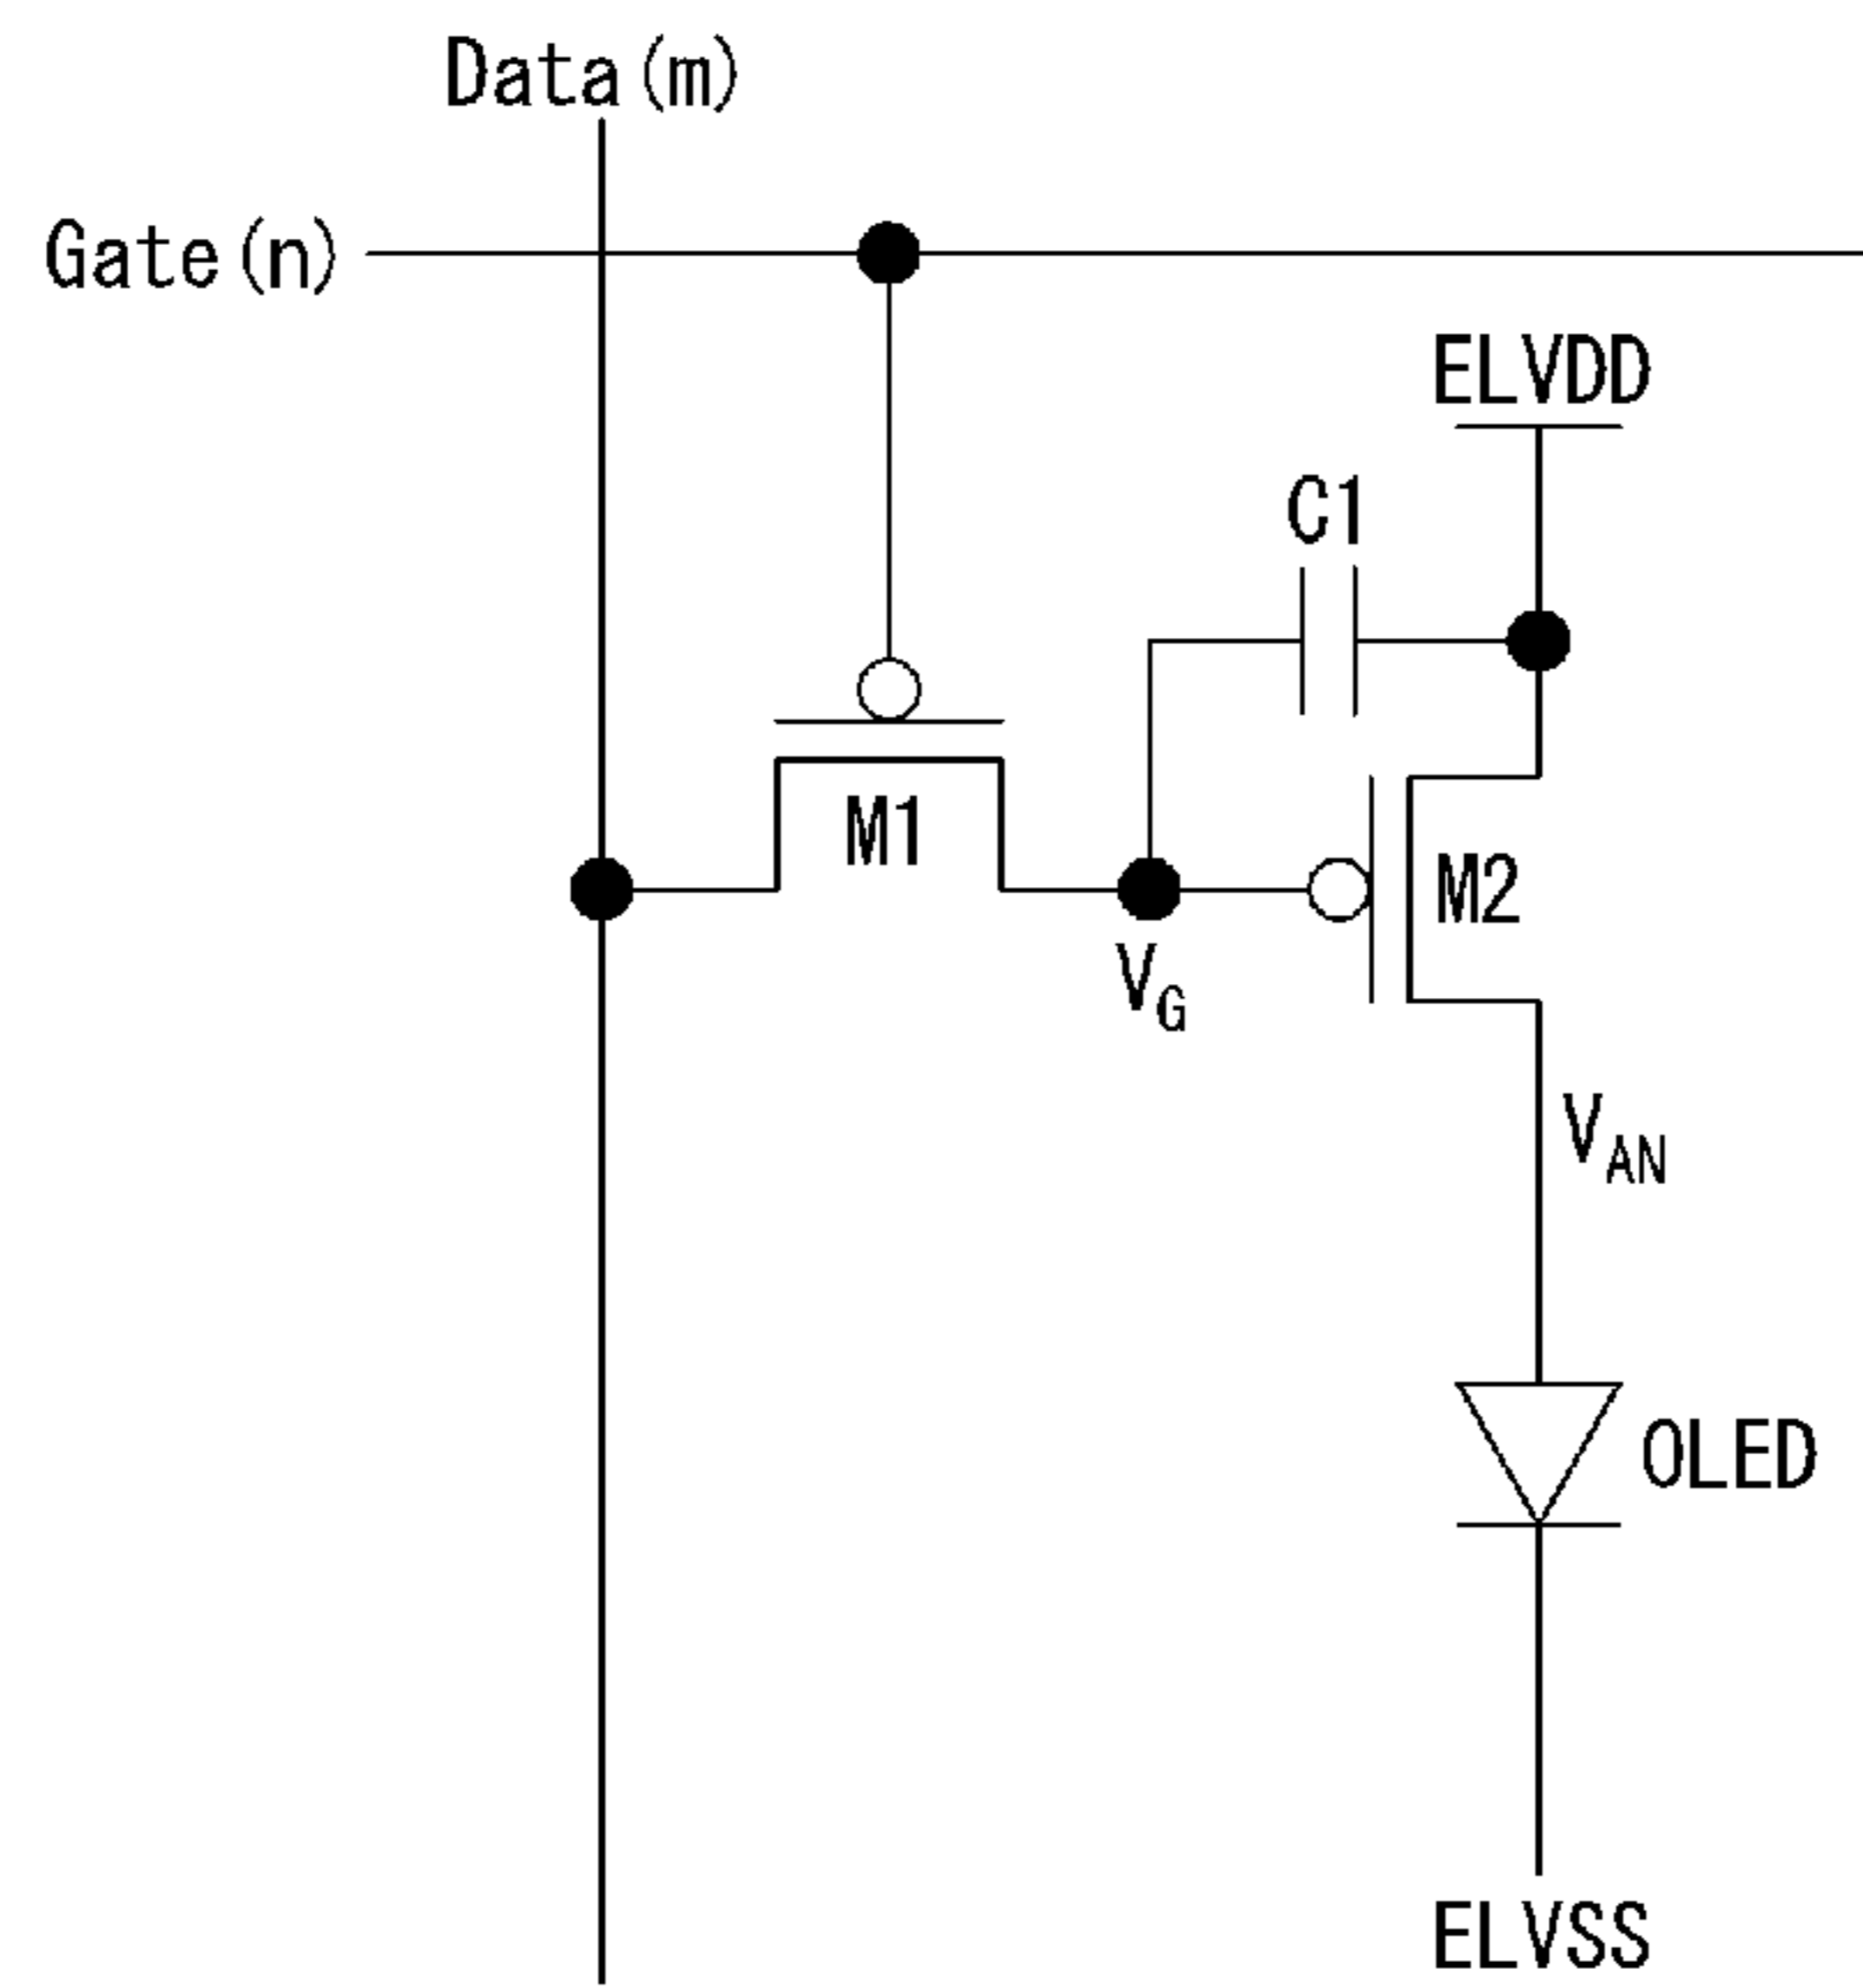 Data(m)
Gate(n)
ELVDD
C1
M1
M2
VG
VAN
OLED
ELVSS